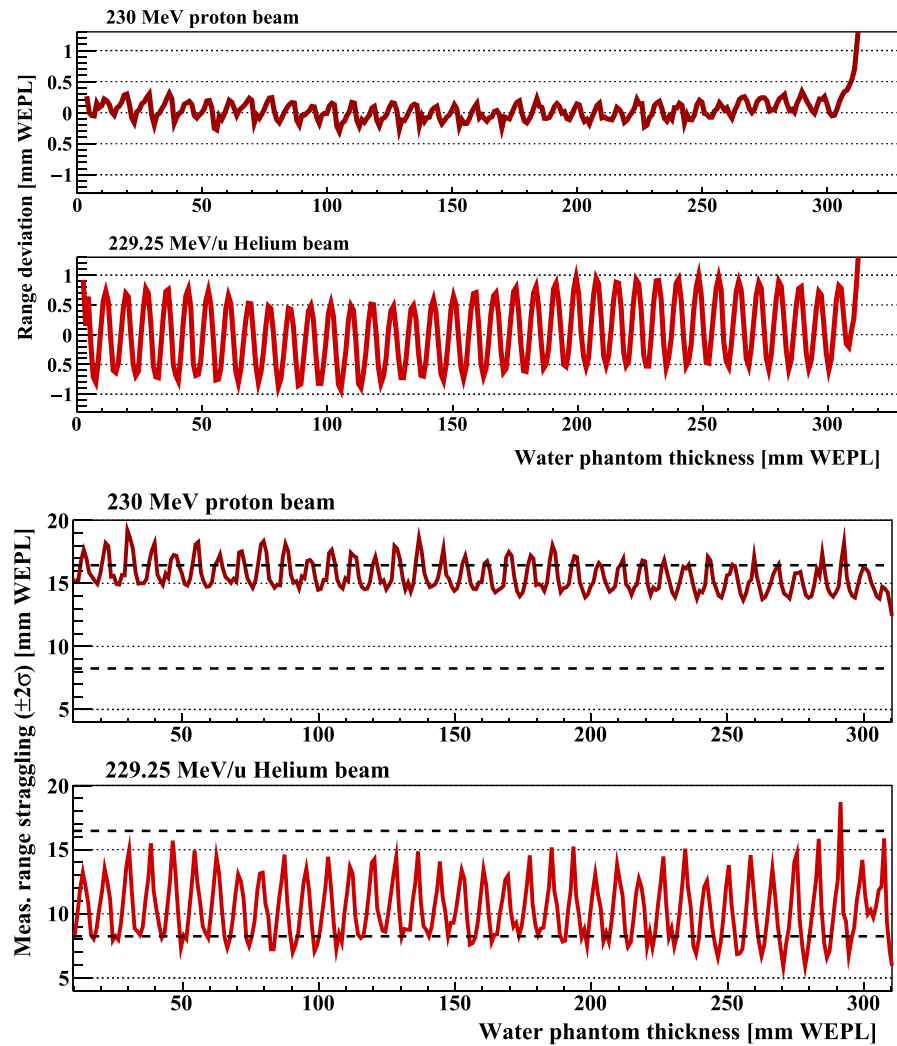 230 MeV proton beam
Range deviation [mm WEPL]
1
0.5
0
0.5
−1
0 50 100 150 200 250 300
229.25 MeV/u Helium beam
1
0.5
0
0.5
−1
0 50 100 150 200 250 300
Water phantom thickness [mm WEPL]
230 MeV proton beam
Meas. range straggling (±2σ) [mm WEPL]
20
15
10
5
50 100 150 200 250 300
229.25 MeV/u Helium beam
20
15
10
5
50 100 150 200 250 300
Water phantom thickness [mm WEPL]